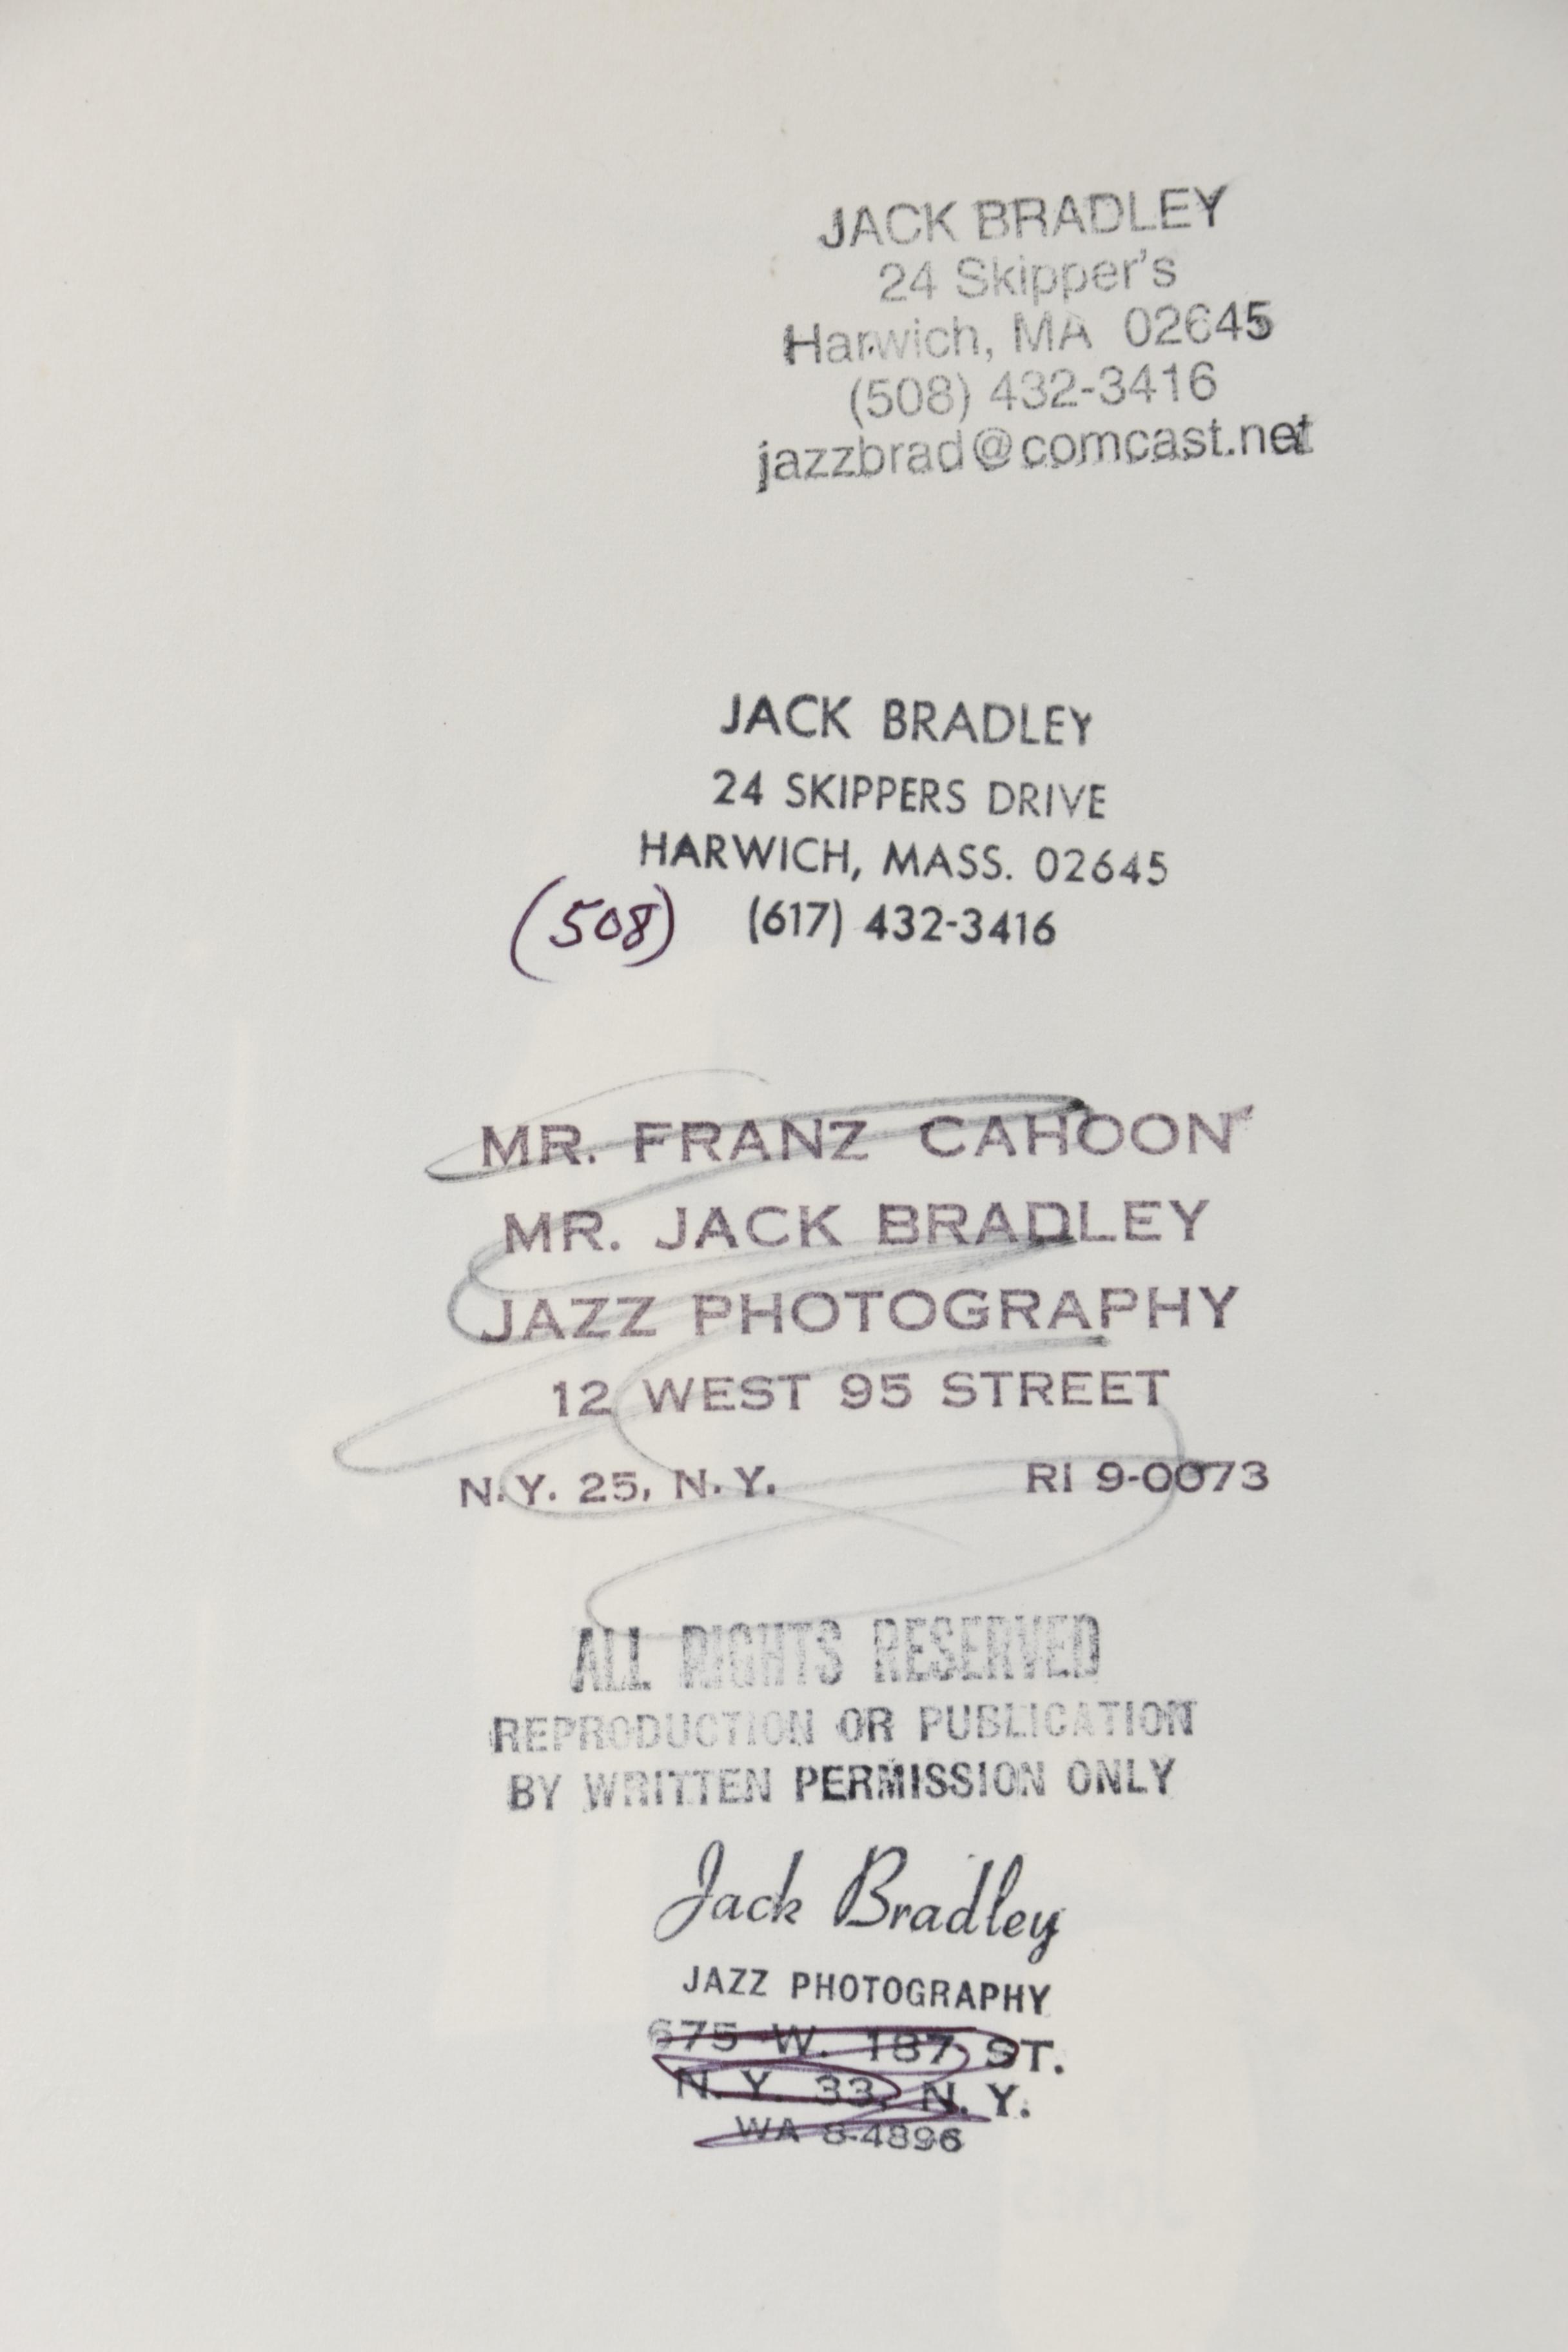 JACK BRADLEY
24 Skipper's
Harwich, MA 02645
(508) 432-3416
jazzbrad@comcast.net
JACK BRADLEY
24 SKIPPERS DRIVE
HARWICH, MASS. 02645
(508) (617) 432-3416
MR. FRANZ CAHOON
MR. JACK BRADLEY
JAZZ PHOTOGRAPHY
12 WEST 95 STREET
N.Y. 25, N.Y. RI 9-0073
ALL RIGHTS RESERVED
REPRODUCTION OR PUBLICATION
BY WRITTEN PERMISSION ONLY
Jack Bradley
JAZZ PHOTOGRAPHY
675 W. 187 ST.
N.Y. 33, N.Y.
WA 8-4896